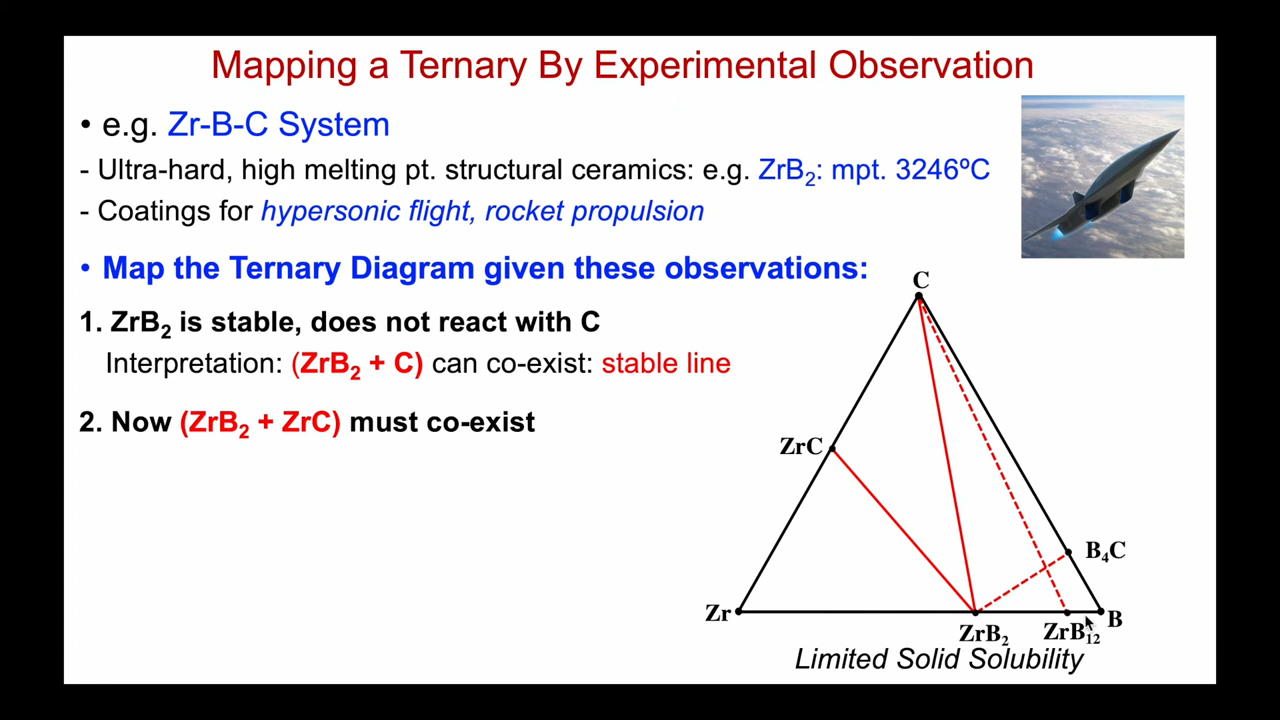 Mapping a Ternary By Experimental Observation
• e.g. Zr-B-C System
- Ultra-hard, high melting pt. structural ceramics: e.g. ZrB₂: mpt. 3246ºC
- Coatings for hypersonic flight, rocket propulsion
• Map the Ternary Diagram given these observations:
1. ZrB₂ is stable, does not react with C
Interpretation: (ZrB₂ + C) can co-exist: stable line
2. Now (ZrB₂ + ZrC) must co-exist
C
ZrC
B₄C
Zr
B
ZrB₂
ZrB₁₂
Limited Solid Solubility